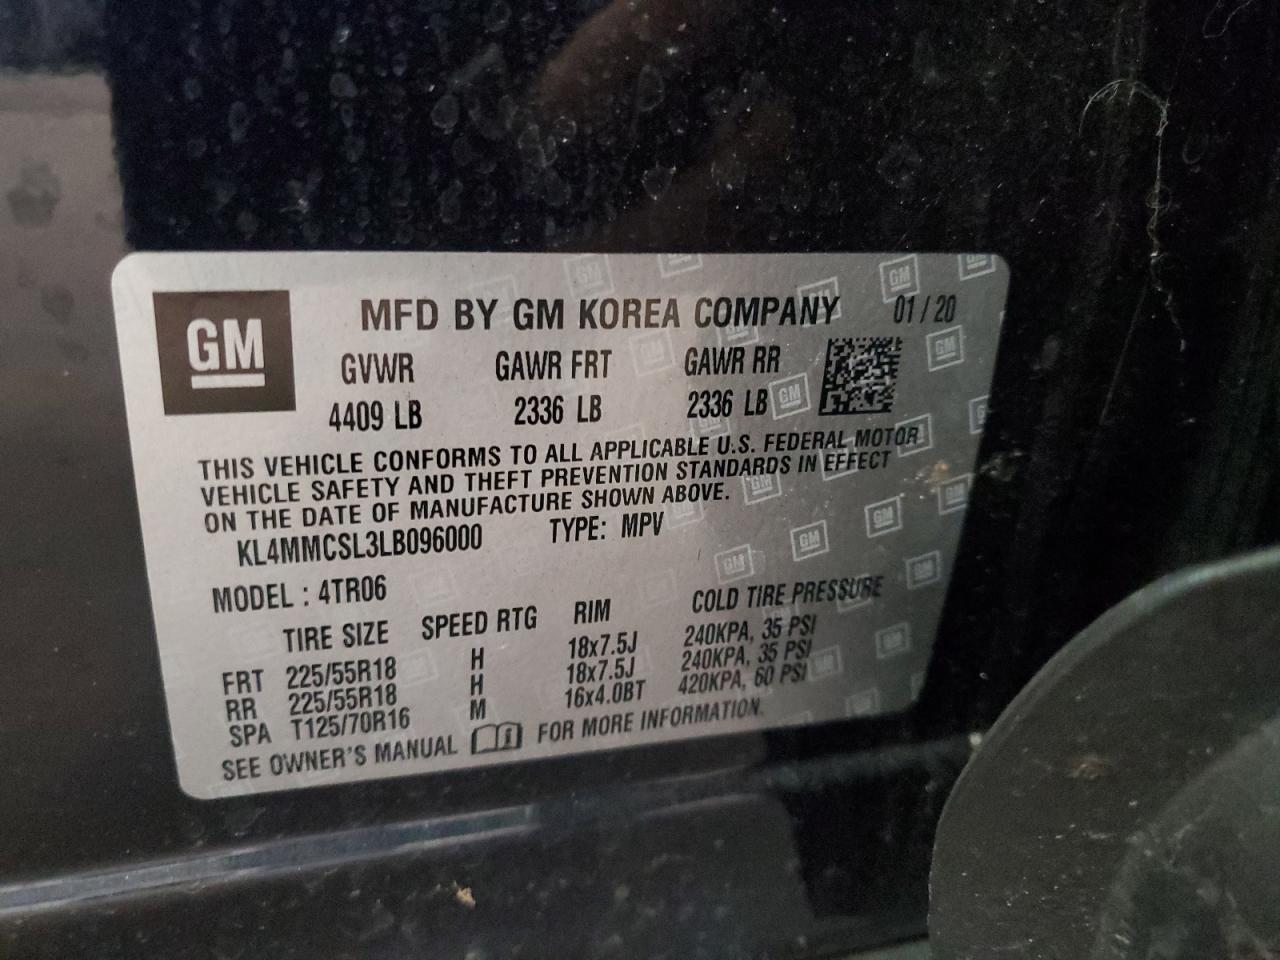 GM
MFD BY GM KOREA COMPANY 01/20
GVWR GAWR FRT GAWR RR
4409 LB 2336 LB 2336 LB
THIS VEHICLE CONFORMS TO ALL APPLICABLE U.S. FEDERAL MOTOR
VEHICLE SAFETY AND THEFT PREVENTION STANDARDS IN EFFECT
ON THE DATE OF MANUFACTURE SHOWN ABOVE.
KL4MMCSL3LB096000 TYPE: MPV
MODEL : 4TR06
TIRE SIZE SPEED RTG RIM COLD TIRE PRESSURE
FRT 225/55R18 H 18x7.5J 240KPA, 35 PSI
RR 225/55R18 H 18x7.5J 240KPA, 35 PSI
SPA T125/70R16 M 16x4.0BT 420KPA, 60 PSI
SEE OWNER'S MANUAL FOR MORE INFORMATION.